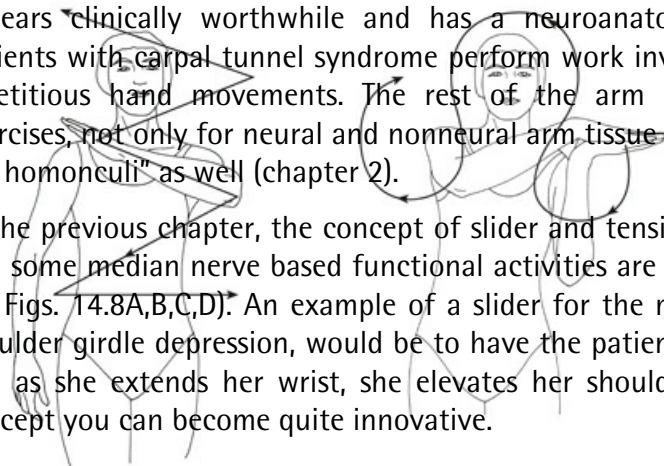 ears clinically worthwhile and has a neuroanato
ients with carpal tunnel syndrome perform work inv
etitious hand movements. The rest of the arm
rcises, not only for neural and nonneural arm tissue
homonculi" as well (chapter 2).
he previous chapter, the concept of slider and tensi
some median nerve based functional activities are
Figs. 14.8A,B,C,D). An example of a slider for the
ulder girdle depression, would be to have the patier
as she extends her wrist, she elevates her should
cept you can become quite innovative.